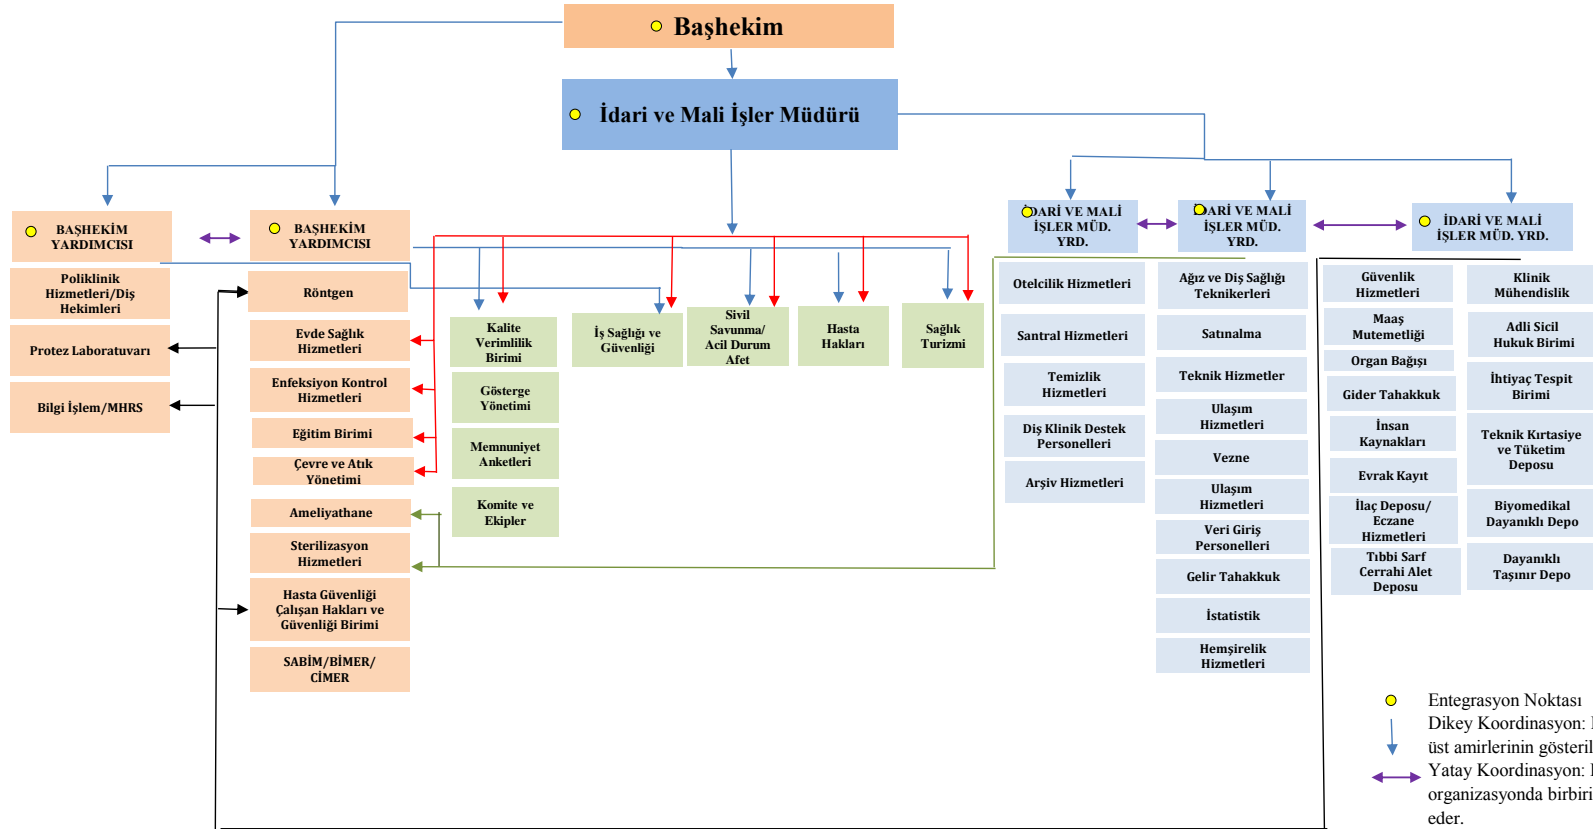 Başhekim
İdari ve Mali İşler Müdürü
BAŞHEKİM
YARDIMCISI
BAŞHEKİM
YARDIMCISI
İDARİ VE MALİ
İŞLER MÜD.
YRD.
İDARİ VE MALİ
İŞLER MÜD.
YRD.
İDARİ VE MALİ
İŞLER MÜD. YRD.
Poliklinik
Hizmetleri/Diş
Hekimleri
Protez Laboratuvarı
Bilgi İşlem/MHRS
Röntgen
Evde Sağlık
Hizmetleri
Enfeksiyon Kontrol
Hizmetleri
Eğitim Birimi
Çevre ve Atık
Yönetimi
Ameliyathane
Sterilizasyon
Hizmetleri
Hasta Güvenliği
Çalışan Hakları ve
Güvenliği Birimi
SABİM/BİMER/
CİMER
Kalite
Verimlilik
Birimi
Gösterge
Yönetimi
Memnuniyet
Anketleri
Komite ve
Ekipler
İş Sağlığı ve
Güvenliği
Sivil
Savunma/
Acil Durum
Afet
Hasta
Hakları
Sağlık
Turizmi
Otelcilik Hizmetleri
Santral Hizmetleri
Temizlik
Hizmetleri
Diş Klinik Destek
Personelleri
Arşiv Hizmetleri
Ağız ve Diş Sağlığı
Teknikerleri
Satınalma
Teknik Hizmetler
Ulaşım
Hizmetleri
Vezne
Ulaşım
Hizmetleri
Veri Giriş
Personelleri
Gelir Tahakkuk
İstatistik
Hemşirelik
Hizmetleri
Güvenlik
Hizmetleri
Maaş
Mutemetliği
Organ Bağışı
Gider Tahakkuk
İnsan
Kaynakları
Evrak Kayıt
İlaç Deposu/
Eczane
Hizmetleri
Tıbbi Sarf
Cerrahi Alet
Deposu
Klinik
Mühendislik
Adli Sicil
Hukuk Birimi
İhtiyaç Tespit
Birimi
Teknik Kırtasiye
ve Tüketim
Deposu
Biyomedikal
Dayanıklı Depo
Dayanıklı
Taşınır Depo
Entegrasyon Noktası
Dikey Koordinasyon:
üst amirlerinin
Yatay Koordinasyon:
organizasyonda
eder.